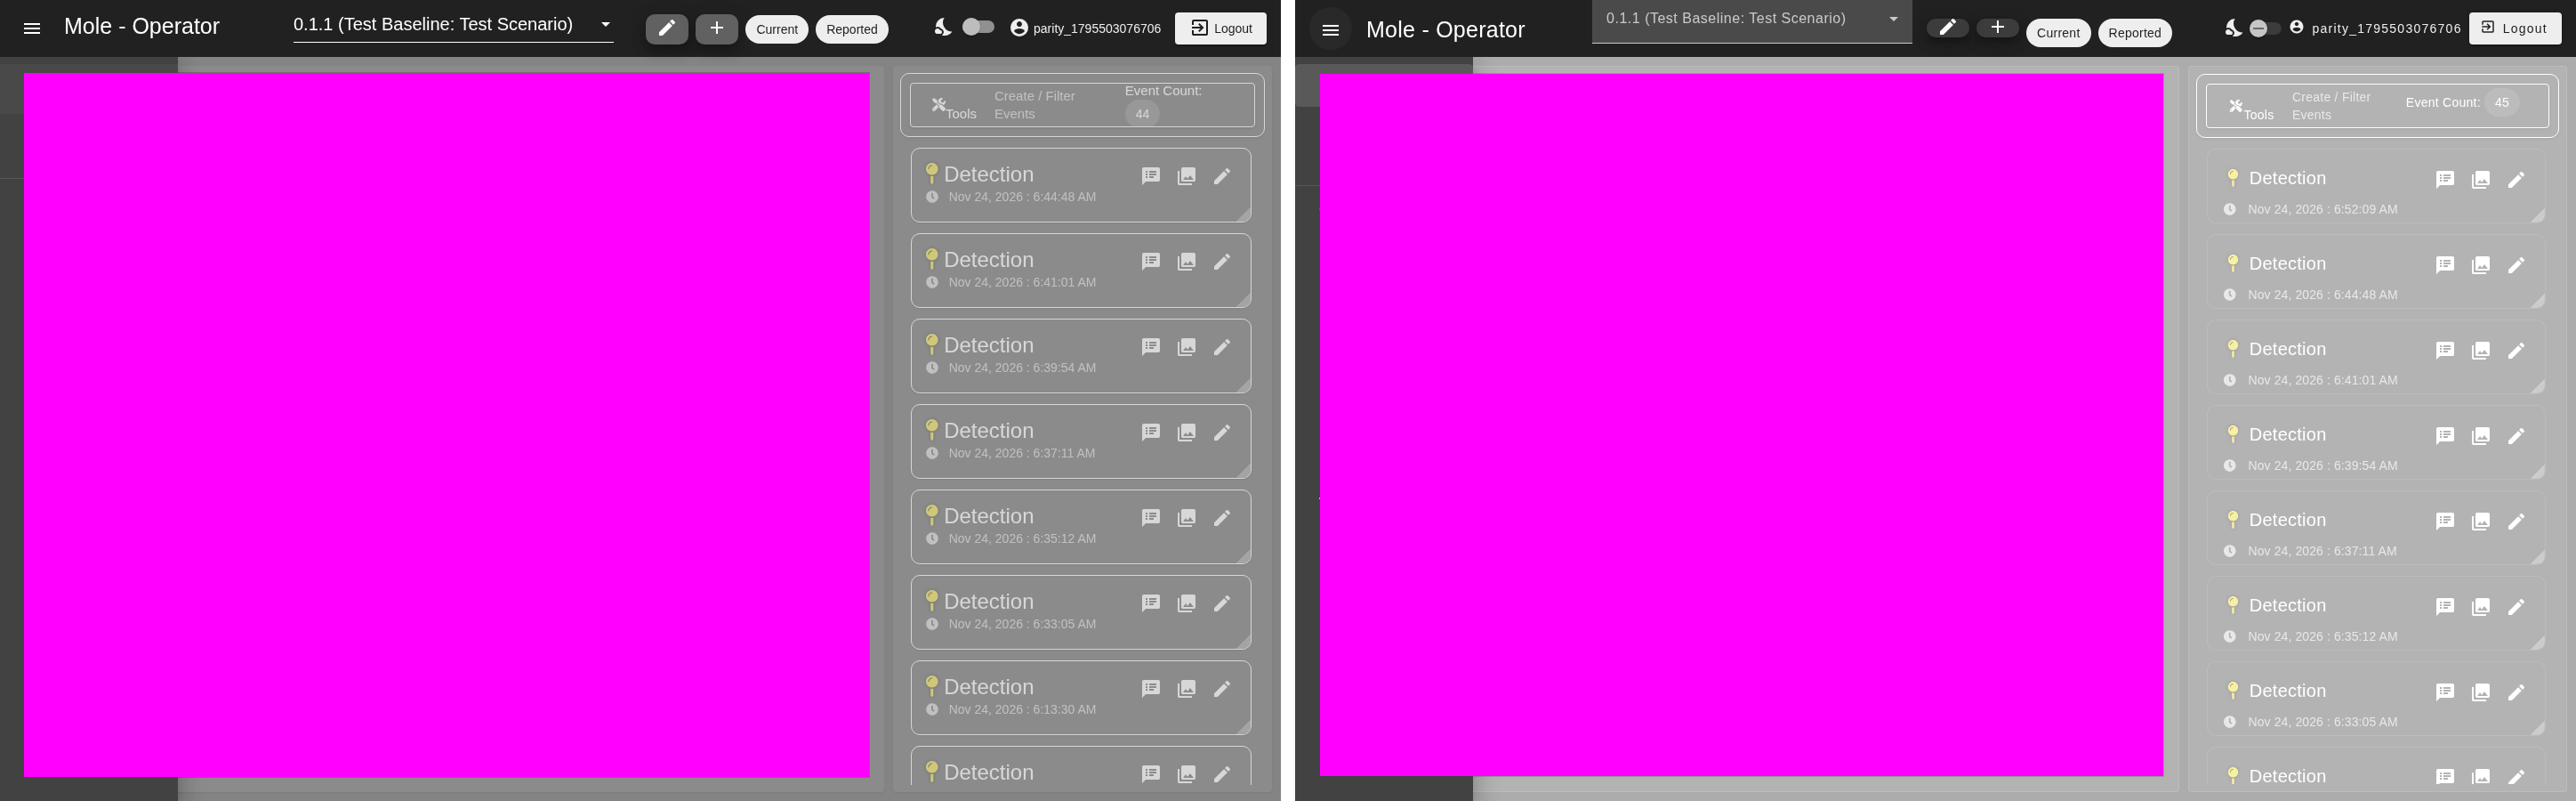 Mole - Operator
0.1.1 (Test Baseline: Test Scenario)
Current
Reported
parity_1795503076706
Logout
Tools
Create / Filter
Events
Event Count:
44
Detection
Nov 24, 2026 : 6:44:48 AM
Detection
Nov 24, 2026 : 6:41:01 AM
Detection
Nov 24, 2026 : 6:39:54 AM
Detection
Nov 24, 2026 : 6:37:11 AM
Detection
Nov 24, 2026 : 6:35:12 AM
Detection
Nov 24, 2026 : 6:33:05 AM
Detection
Nov 24, 2026 : 6:13:30 AM
Detection
Mole - Operator
0.1.1 (Test Baseline: Test Scenario)
Current
Reported
parity_1795503076706
Logout
Tools
Create / Filter
Events
Event Count: 45
Detection
Nov 24, 2026 : 6:52:09 AM
Detection
Nov 24, 2026 : 6:44:48 AM
Detection
Nov 24, 2026 : 6:41:01 AM
Detection
Nov 24, 2026 : 6:39:54 AM
Detection
Nov 24, 2026 : 6:37:11 AM
Detection
Nov 24, 2026 : 6:35:12 AM
Detection
Nov 24, 2026 : 6:33:05 AM
Detection